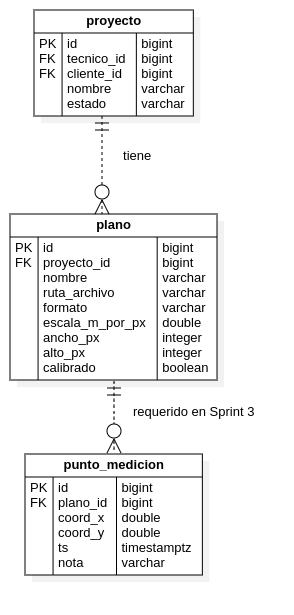 proyecto
PK id bigint
FK tecnico_id bigint
FK cliente_id bigint
nombre varchar
estado varchar
tiene
plano
PK id bigint
FK proyecto_id bigint
nombre varchar
ruta_archivo varchar
formato varchar
escala_m_por_px double
ancho_px integer
alto_px integer
calibrado boolean
requerido en Sprint 3
punto_medicion
PK id bigint
FK plano_id bigint
coord_x double
coord_y double
ts timestamptz
nota varchar